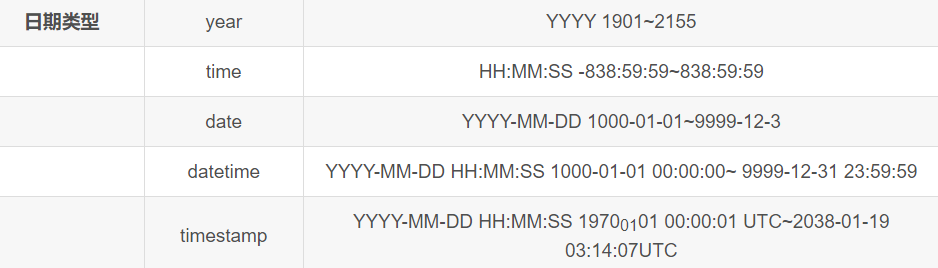 日期类型 year YYYY 1901~2155
time HH:MM:SS -838:59:59~838:59:59
date YYYY-MM-DD 1000-01-01~9999-12-3
datetime YYYY-MM-DD HH:MM:SS 1000-01-01 00:00:00~ 9999-12-31 23:59:59
timestamp YYYY-MM-DD HH:MM:SS 19700101 00:00:01 UTC~2038-01-19
03:14:07UTC